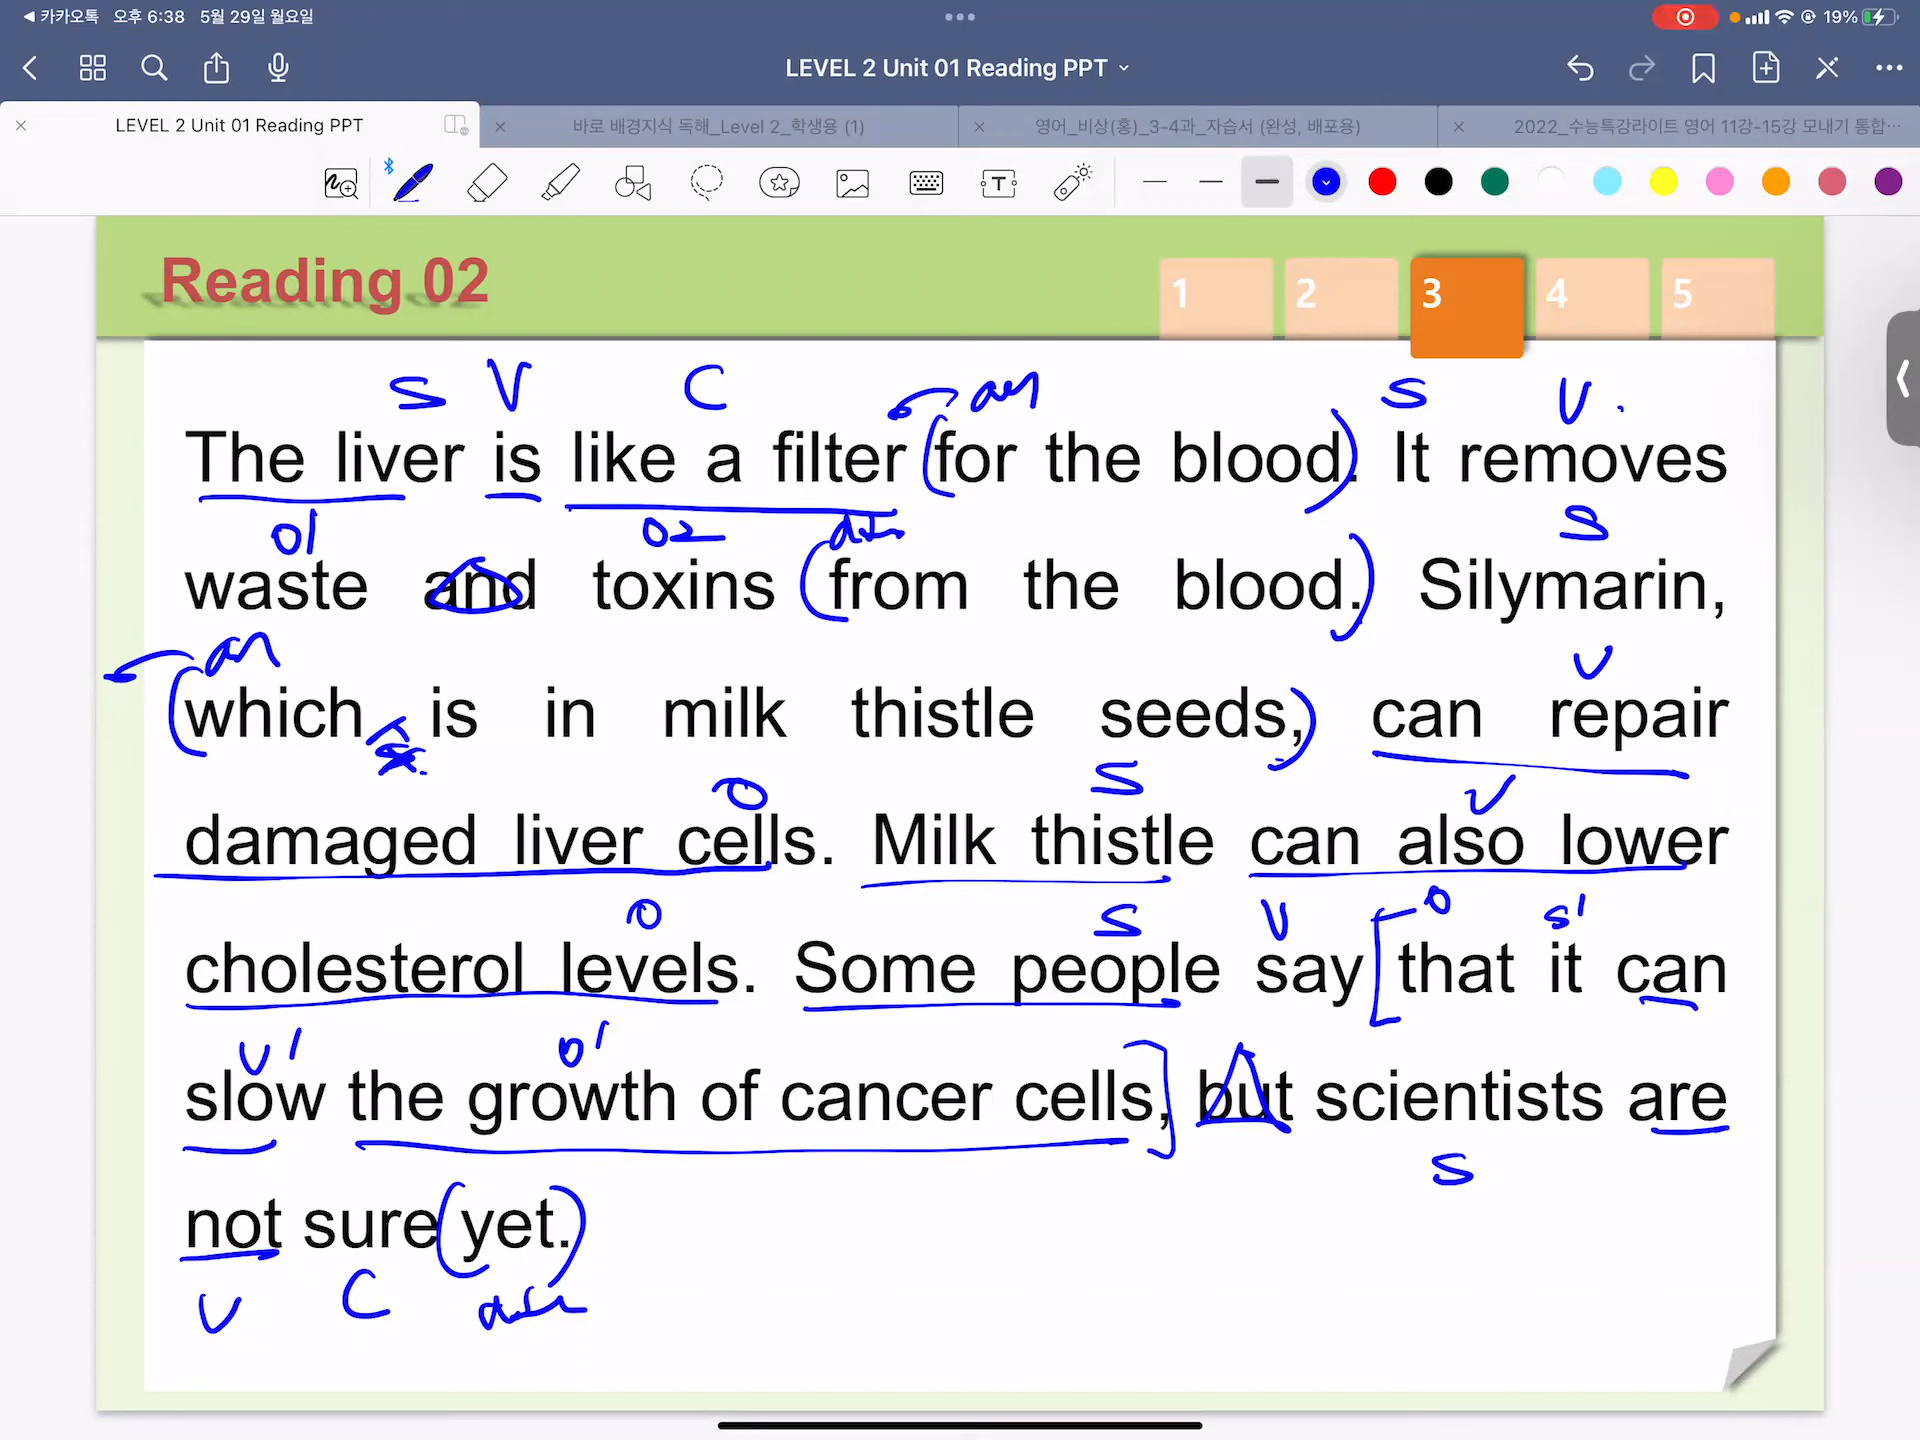 카카오톡 오후 6:38 5월 29일 월요일 19%
LEVEL 2 Unit 01 Reading PPT
LEVEL 2 Unit 01 Reading PPT 바로 배경지식 독해_Level 2_학생용 (1) 영어_비상(홍)_3-4과_자습서 (완성, 배포용) 2022_수능특강라이트 영어 11강-15강 모내기 통합…
Reading 02
1 2 3 4 5
S V C S V
The liver is like a filter (for the blood.) It removes
01 02 S
waste and toxins (from the blood.) Silymarin,
V
(which is in milk thistle seeds,) can repair
O S V
damaged liver cells. Milk thistle can also lower
O S V O S'
cholesterol levels. Some people say [that it can
V' O'
slow the growth of cancer cells,] but scientists are
S
not sure (yet.)
V C